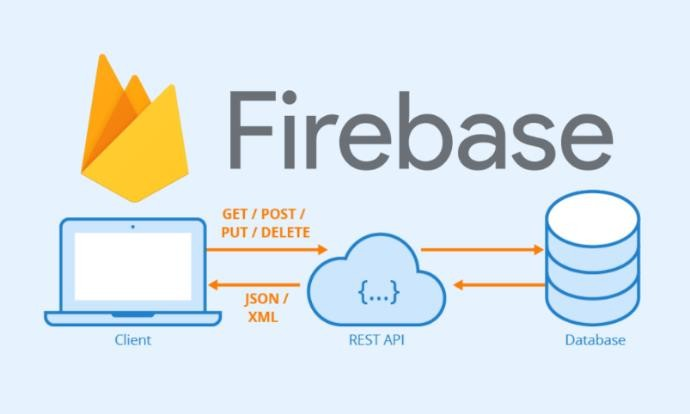 Firebase
GET / POST /
PUT / DELETE
{...}
JSON /
XML
Client
REST API
Database